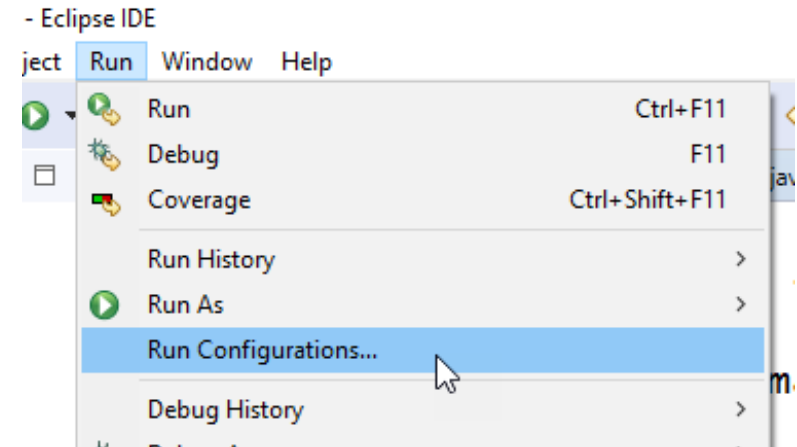 - Eclipse IDE
ject Run Window Help
Run Ctrl+F11
Debug F11
jav
Coverage Ctrl+Shift+F11
Run History
Run As
Run Configurations...
m
Debug History